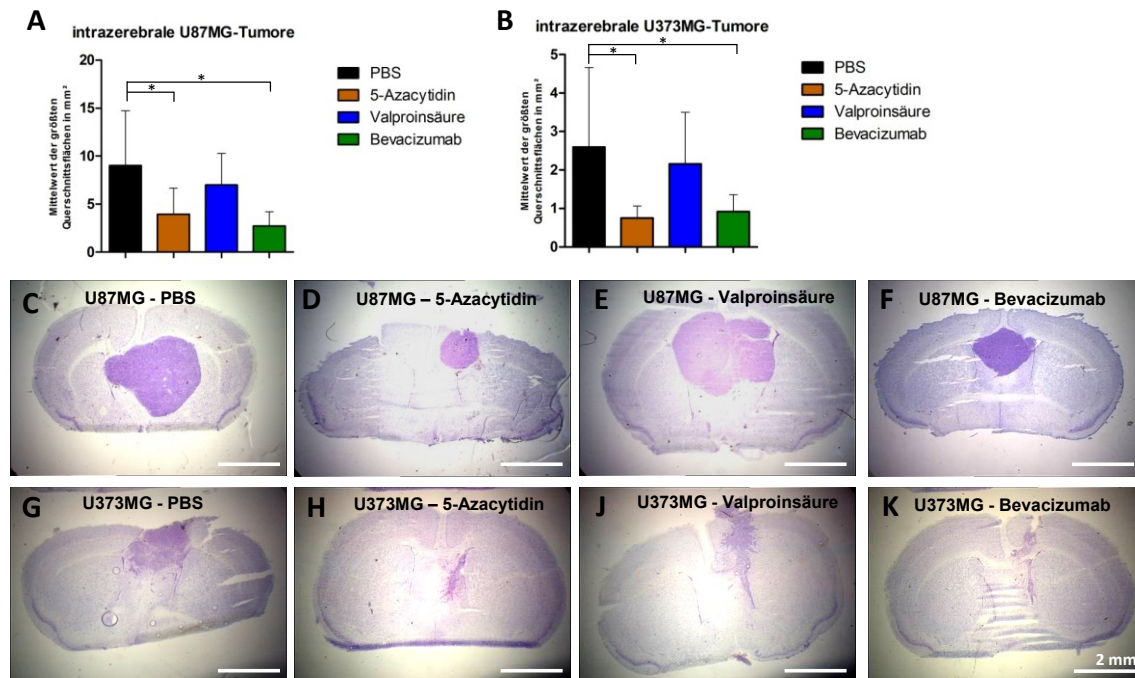 A
intrazerebrale U87MG-Tumore
Mittelwert der größten
Querschnittsflächen in mm²
20
15
10
5
0
*
*
PBS
5-Azacytidin
Valproinsäure
Bevacizumab
B
intrazerebrale U373MG-Tumore
Mittelwert der größten
Querschnittsflächen in mm²
5
4
3
2
1
0
*
*
PBS
5-Azacytidin
Valproinsäure
Bevacizumab
C U87MG - PBS
D U87MG – 5-Azacytidin
E U87MG - Valproinsäure
F U87MG - Bevacizumab
G U373MG - PBS
H U373MG – 5-Azacytidin
J U373MG - Valproinsäure
K U373MG - Bevacizumab
2 mm